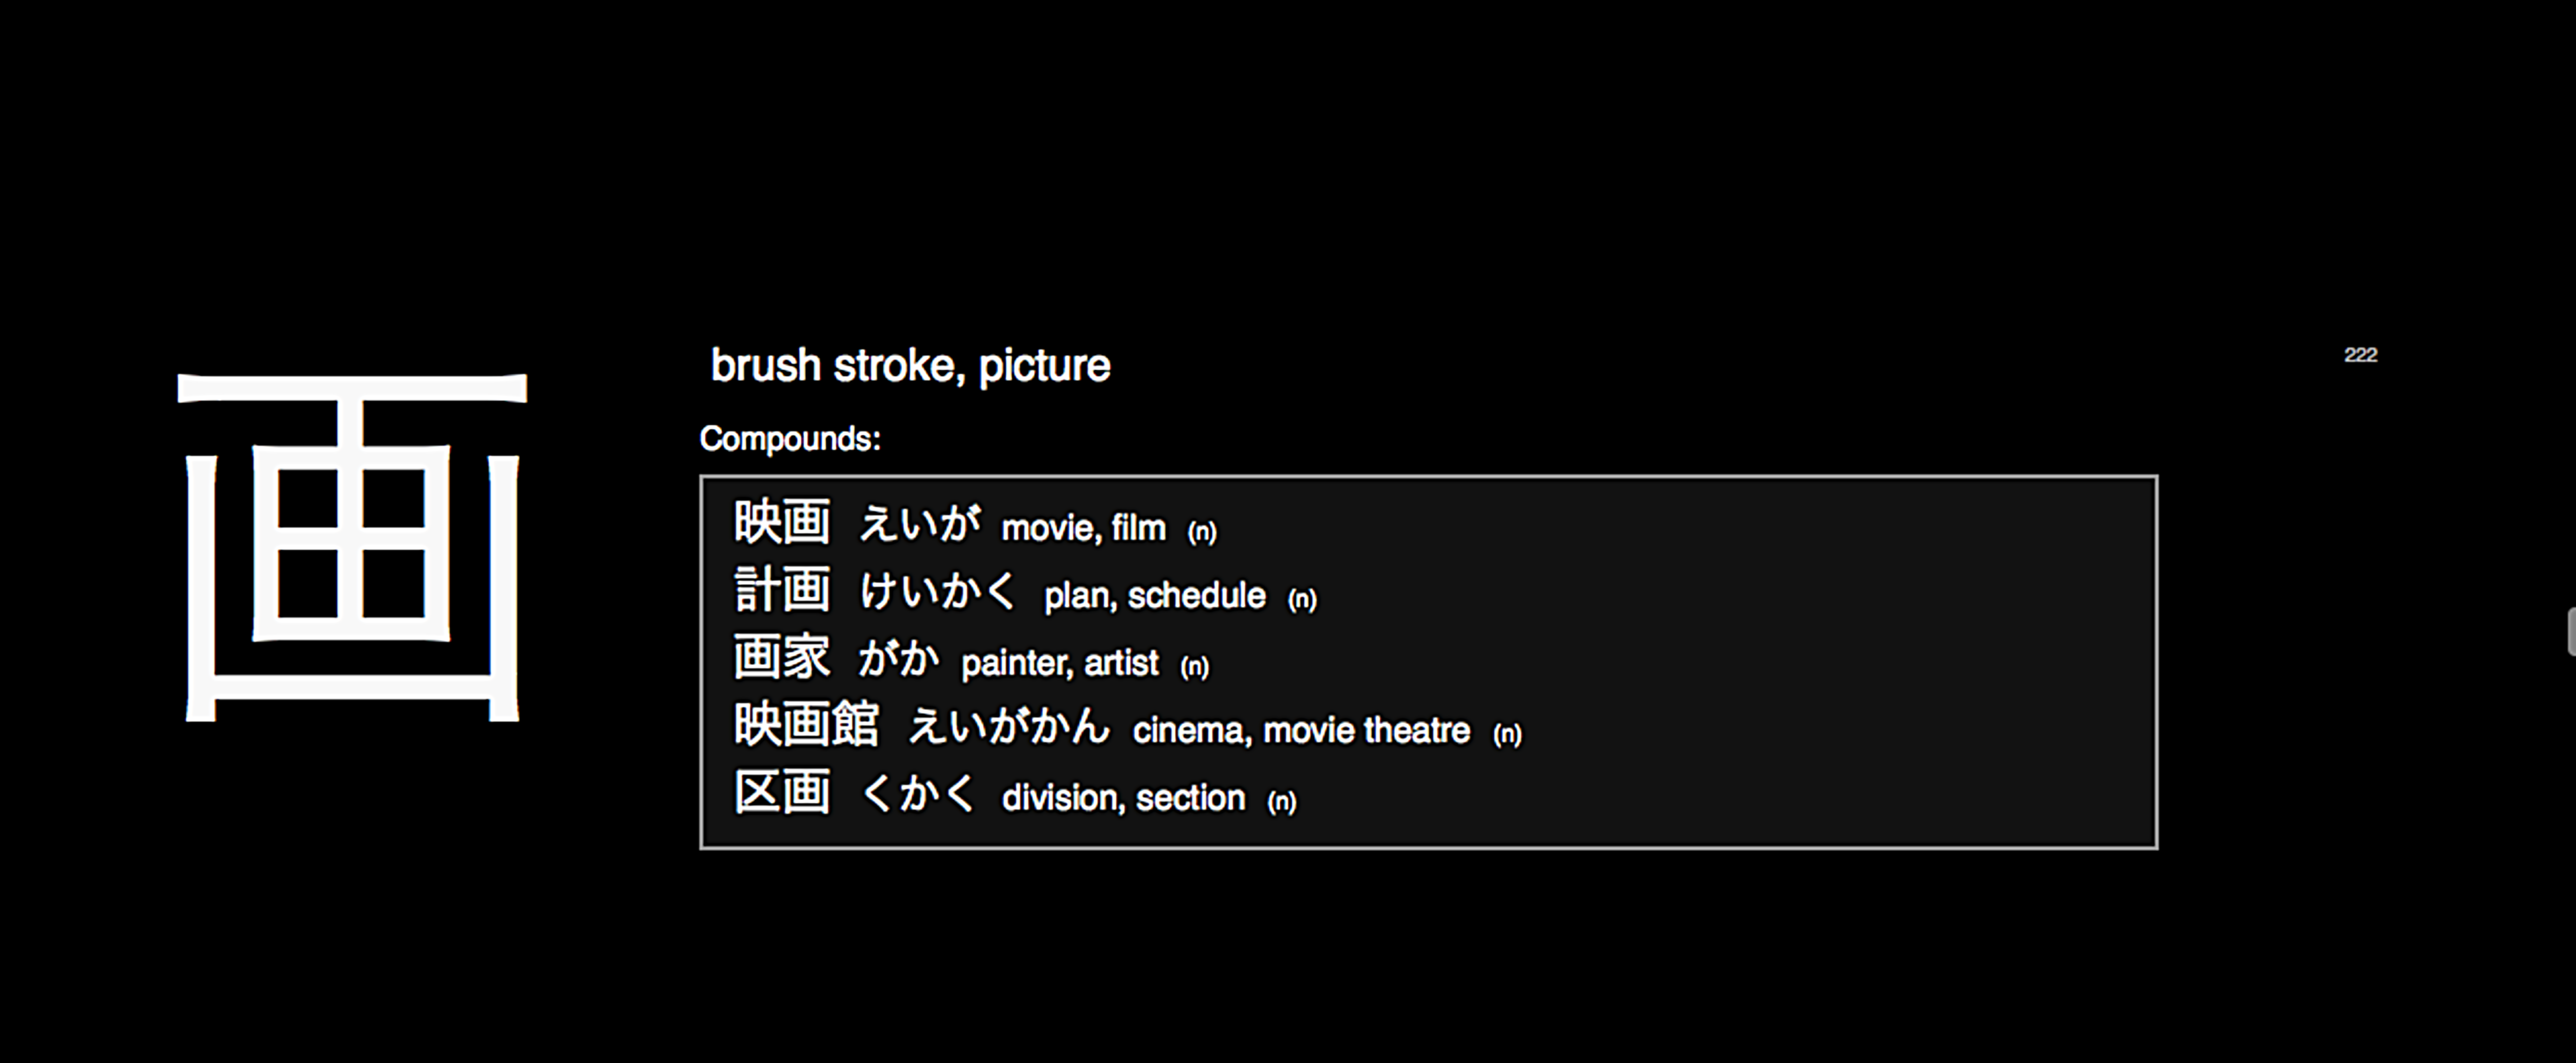 画
brush stroke, picture
222
Compounds:
映画 えいが movie, film (n)
計画 けいかく plan, schedule (n)
画家 がか painter, artist (n)
映画館 えいがかん cinema, movie theatre (n)
区画 くかく division, section (n)